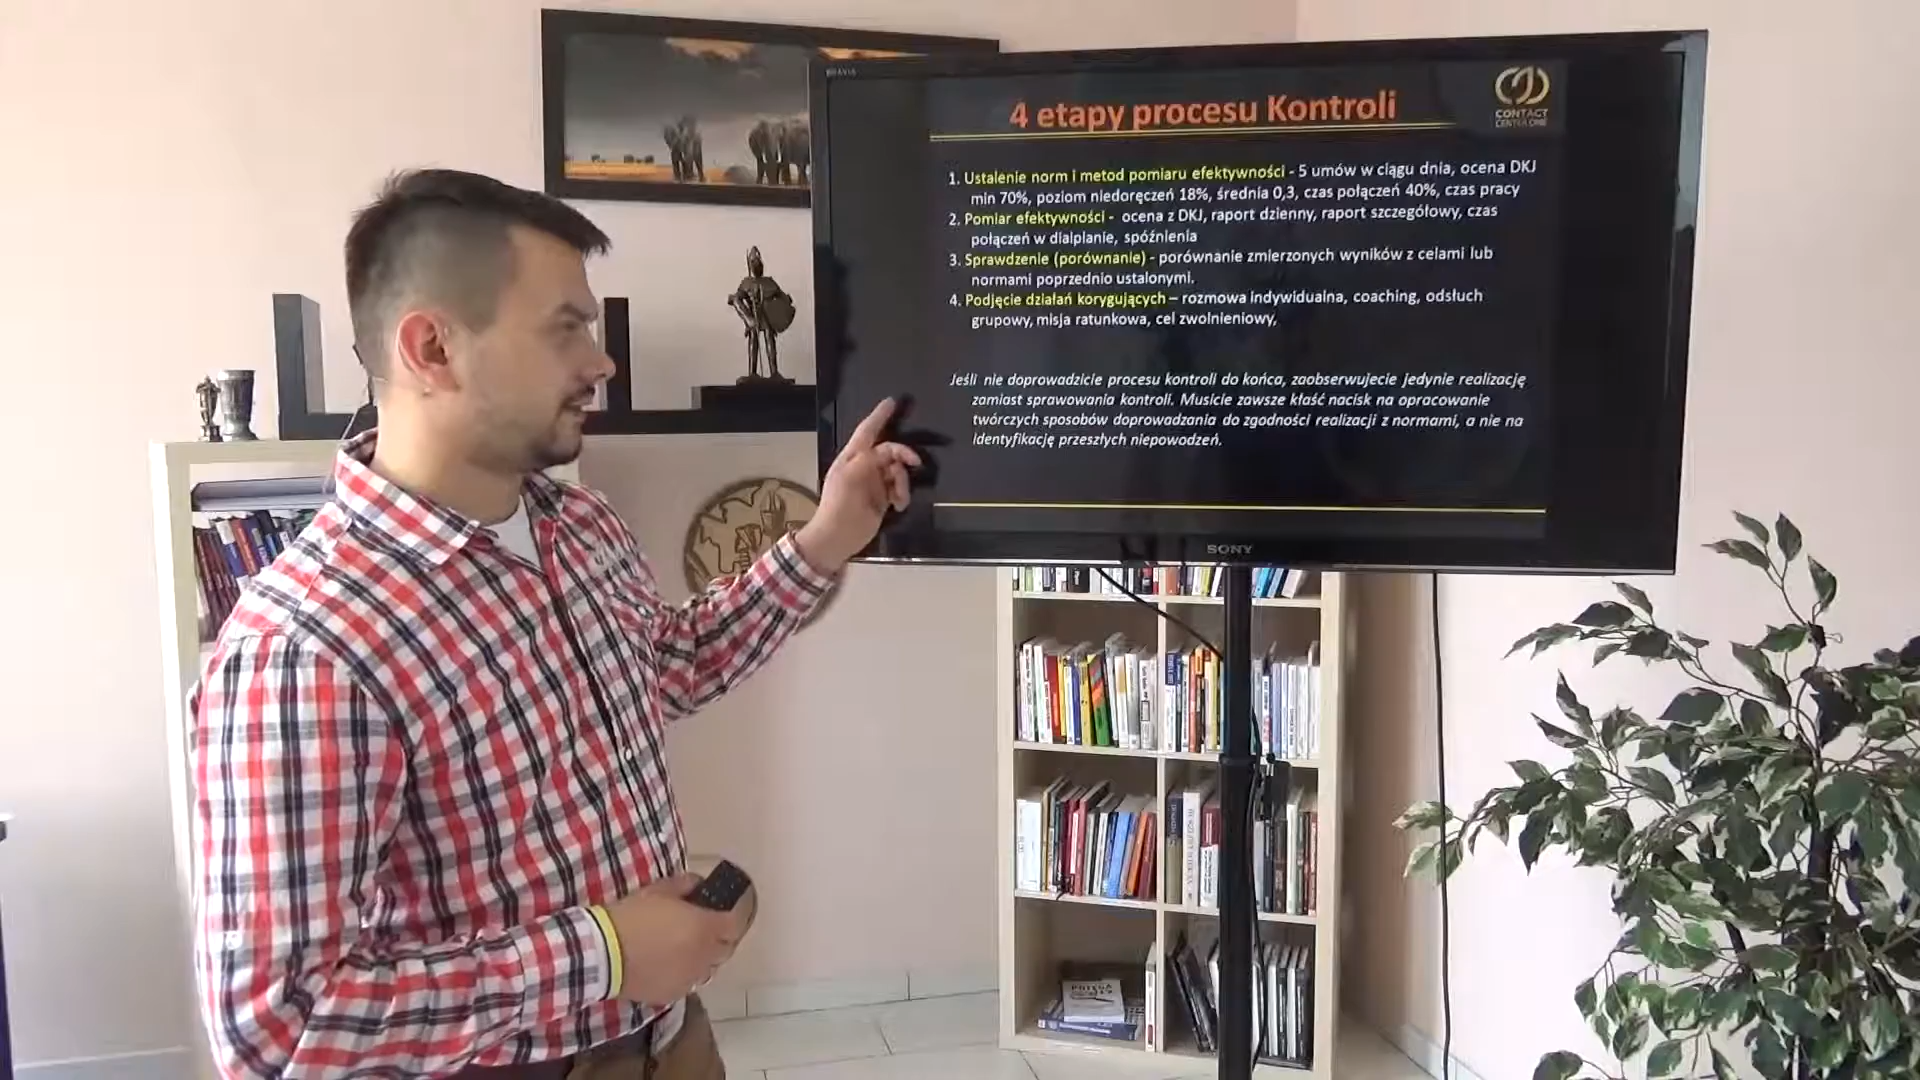 BRAVIA
4 etapy procesu Kontroli
CONTACT
CENTER ONE
1. Ustalenie norm i metod pomiaru efektywności - 5 umów w ciągu dnia, ocena DKJ
min 70%, poziom niedoręczeń 18%, średnia 0,3, czas połączeń 40%, czas pracy
2. Pomiar efektywności - ocena z DKJ, raport dzienny, raport szczegółowy, czas
połączeń w dialplanie, spóźnienia
3. Sprawdzenie (porównanie) - porównanie zmierzonych wyników z celami lub
normami poprzednio ustalonymi.
4. Podjęcie działań korygujących – rozmowa indywidualna, coaching, odsłuch
grupowy, misja ratunkowa, cel zwolnieniowy,
Jeśli nie doprowadzicie procesu kontroli do końca, zaobserwujecie jedynie realizację
zamiast sprawowania kontroli. Musicie zawsze kłaść nacisk na opracowanie
twórczych sposobów doprowadzania do zgodności realizacji z normami, a nie na
identyfikację przeszłych niepowodzeń.
SONY
POTĘGA